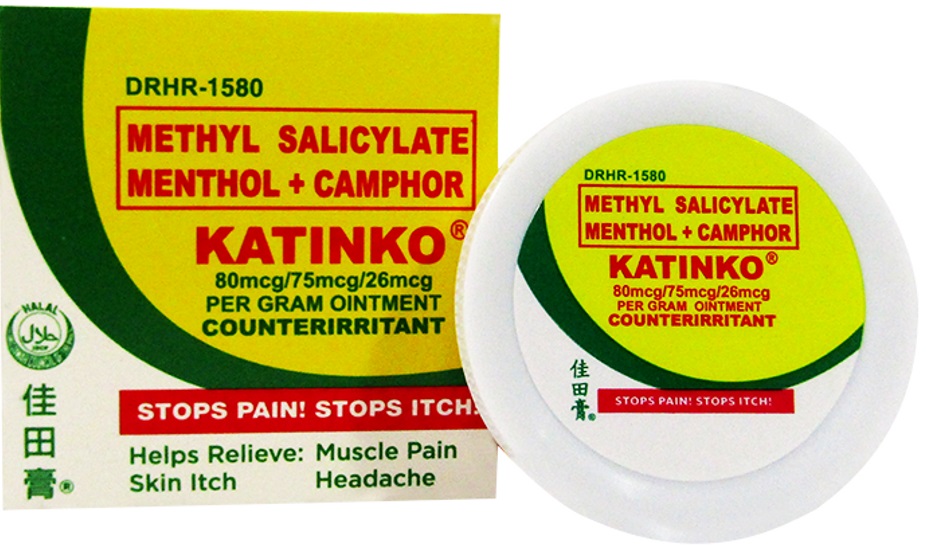 DRHR-1580
METHYL SALICYLATE
MENTHOL + CAMPHOR
KATINKO®
80mcg/75mcg/26mcg
PER GRAM OINTMENT
COUNTERIRRITANT
HALAL
حلال
佳
田
膏®
STOPS PAIN! STOPS ITCH!
Helps Relieve: Muscle Pain
Skin Itch Headache
DRHR-1580
METHYL SALICYLATE
MENTHOL + CAMPHOR
KATINKO®
80mcg/75mcg/26mcg
PER GRAM OINTMENT
COUNTERIRRITANT
佳
田
膏®
STOPS PAIN! STOPS ITCH!